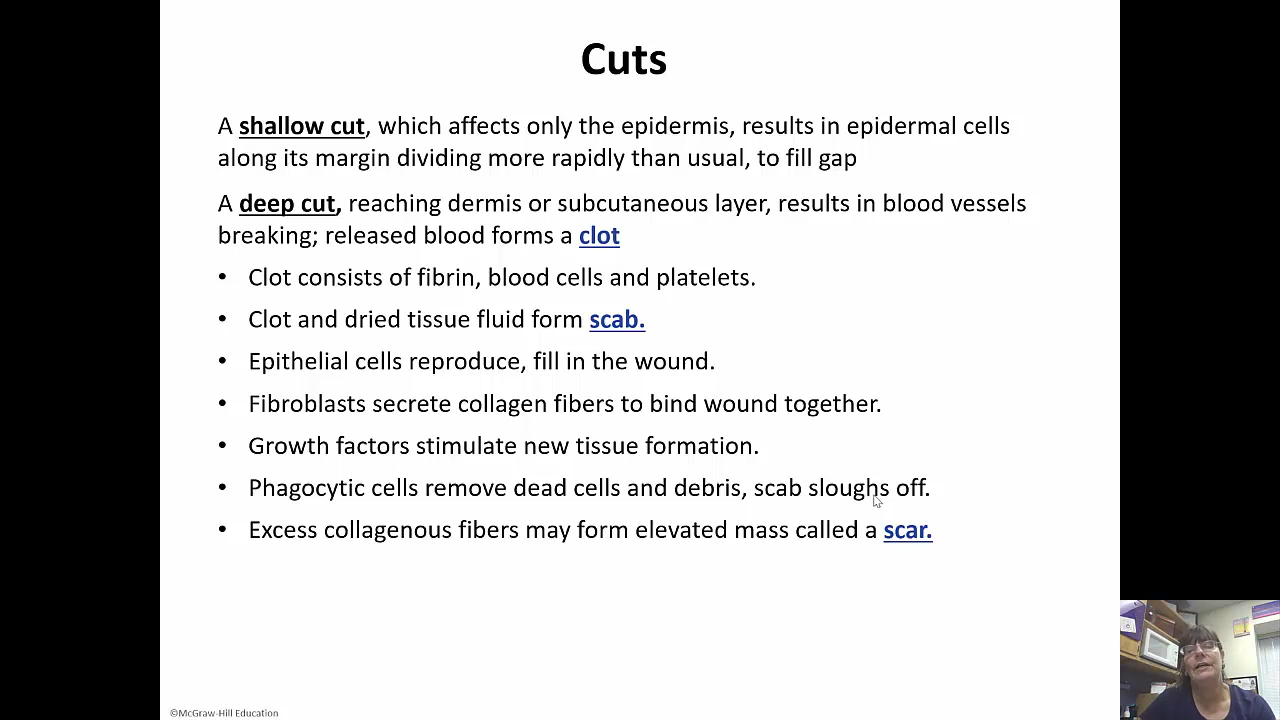 Cuts
A shallow cut, which affects only the epidermis, results in epidermal cells
along its margin dividing more rapidly than usual, to fill gap
A deep cut, reaching dermis or subcutaneous layer, results in blood vessels
breaking; released blood forms a clot
• Clot consists of fibrin, blood cells and platelets.
• Clot and dried tissue fluid form scab.
• Epithelial cells reproduce, fill in the wound.
• Fibroblasts secrete collagen fibers to bind wound together.
• Growth factors stimulate new tissue formation.
• Phagocytic cells remove dead cells and debris, scab sloughs off.
• Excess collagenous fibers may form elevated mass called a scar.
©McGraw-Hill Education